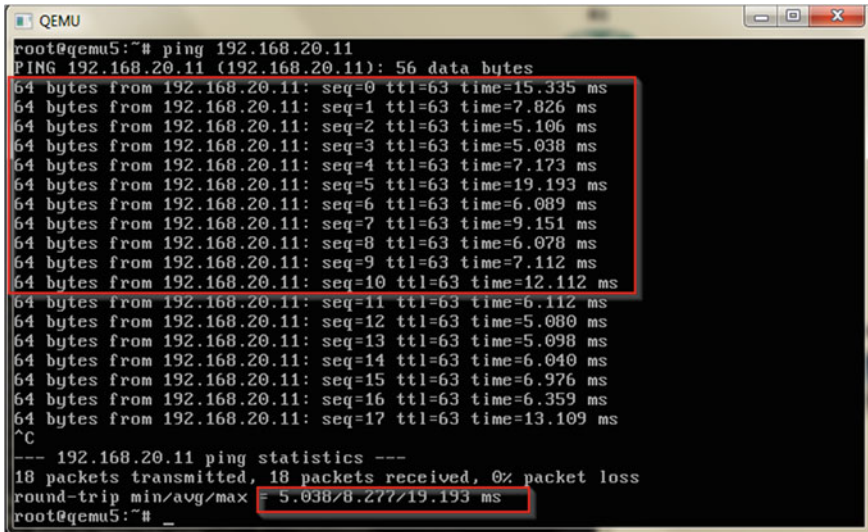 QEMU
root@qemu5:~# ping 192.168.20.11
PING 192.168.20.11 (192.168.20.11): 56 data bytes
64 bytes from 192.168.20.11: seq=0 ttl=63 time=15.335 ms
64 bytes from 192.168.20.11: seq=1 ttl=63 time=7.826 ms
64 bytes from 192.168.20.11: seq=2 ttl=63 time=5.106 ms
64 bytes from 192.168.20.11: seq=3 ttl=63 time=5.038 ms
64 bytes from 192.168.20.11: seq=4 ttl=63 time=7.173 ms
64 bytes from 192.168.20.11: seq=5 ttl=63 time=19.193 ms
64 bytes from 192.168.20.11: seq=6 ttl=63 time=6.089 ms
64 bytes from 192.168.20.11: seq=7 ttl=63 time=9.151 ms
64 bytes from 192.168.20.11: seq=8 ttl=63 time=6.078 ms
64 bytes from 192.168.20.11: seq=9 ttl=63 time=7.112 ms
64 bytes from 192.168.20.11: seq=10 ttl=63 time=12.112 ms
64 bytes from 192.168.20.11: seq=11 ttl=63 time=6.112 ms
64 bytes from 192.168.20.11: seq=12 ttl=63 time=5.080 ms
64 bytes from 192.168.20.11: seq=13 ttl=63 time=5.098 ms
64 bytes from 192.168.20.11: seq=14 ttl=63 time=6.040 ms
64 bytes from 192.168.20.11: seq=15 ttl=63 time=6.976 ms
64 bytes from 192.168.20.11: seq=16 ttl=63 time=6.359 ms
64 bytes from 192.168.20.11: seq=17 ttl=63 time=13.109 ms
^C
--- 192.168.20.11 ping statistics ---
18 packets transmitted, 18 packets received, 0% packet loss
round-trip min/avg/max = 5.038/8.277/19.193 ms
root@qemu5:~# _